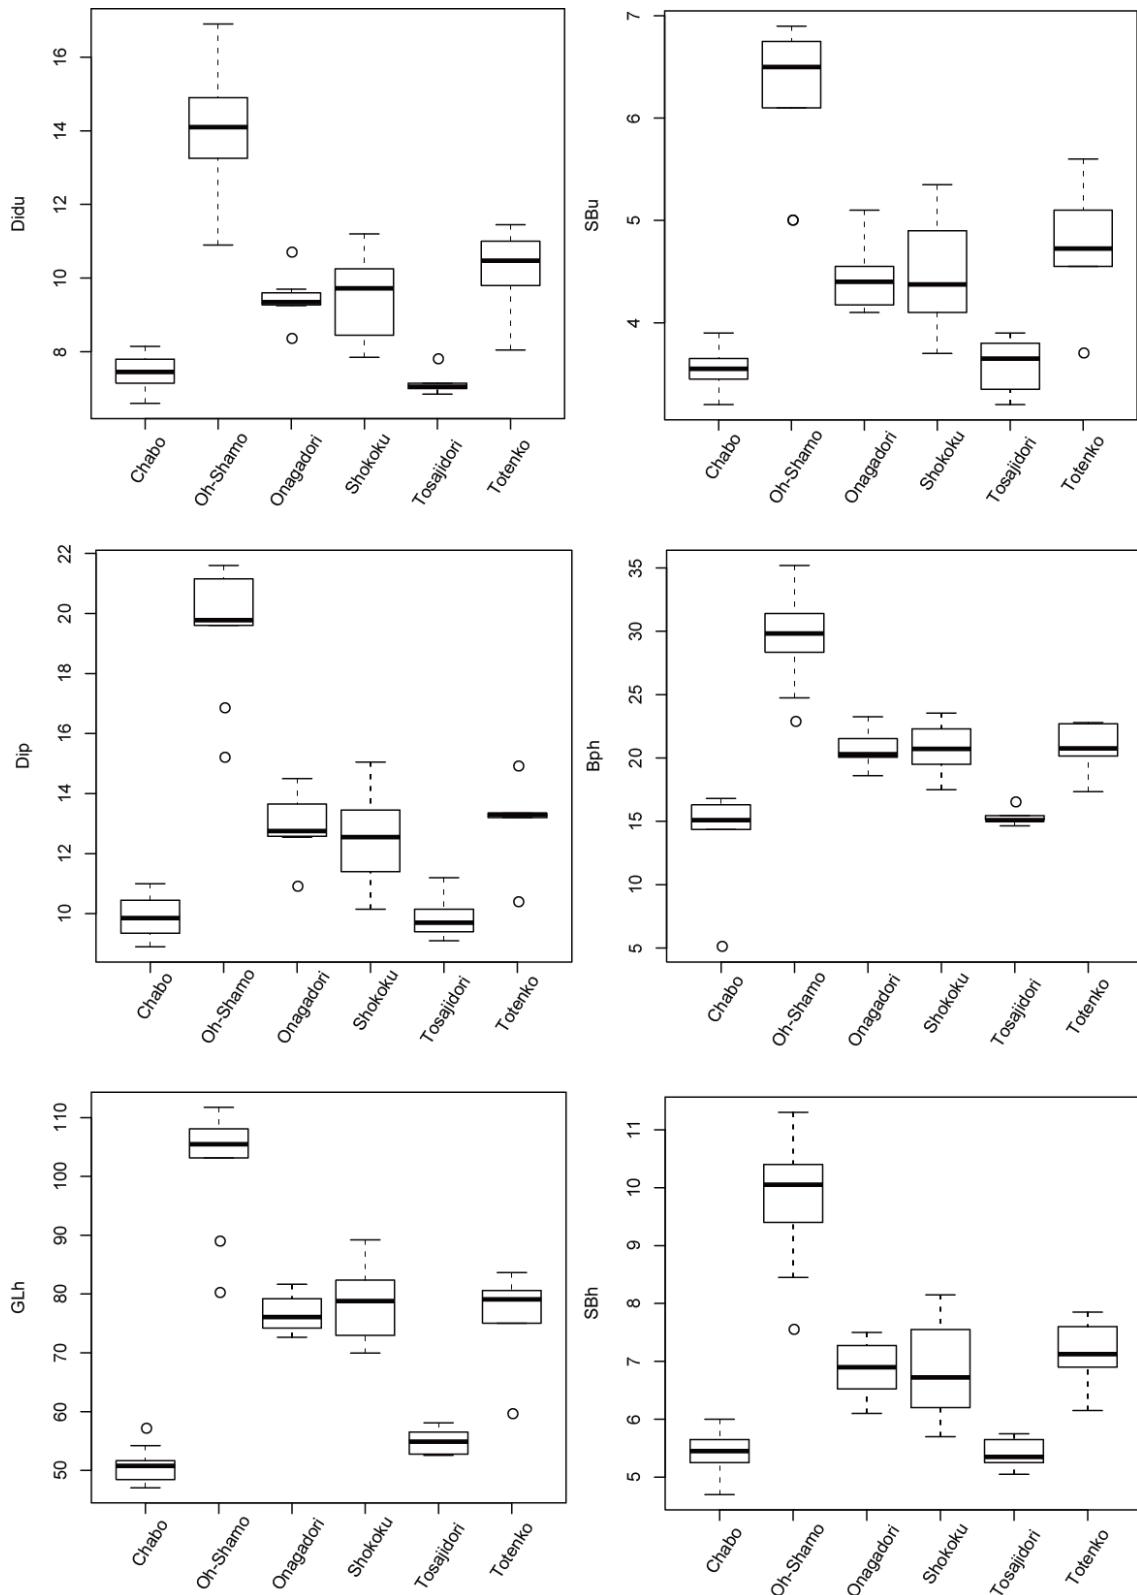 Didu
16
14
12
10
8
Chabo
Oh-Shamo
Onagadori
Shokoku
Tosajidori
Totenko
SBu
7
6
5
4
Chabo
Oh-Shamo
Onagadori
Shokoku
Tosajidori
Totenko
Dip
22
20
18
16
14
12
10
Chabo
Oh-Shamo
Onagadori
Shokoku
Tosajidori
Totenko
Bph
35
30
25
20
15
10
5
Chabo
Oh-Shamo
Onagadori
Shokoku
Tosajidori
Totenko
GLh
110
100
90
80
70
60
50
Chabo
Oh-Shamo
Onagadori
Shokoku
Tosajidori
Totenko
SBh
11
10
9
8
7
6
5
Chabo
Oh-Shamo
Onagadori
Shokoku
Tosajidori
Totenko